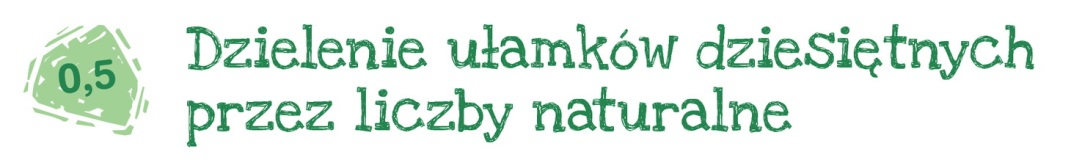 0,5
Dzielenie ułamków dziesiętnych
przez liczby naturalne